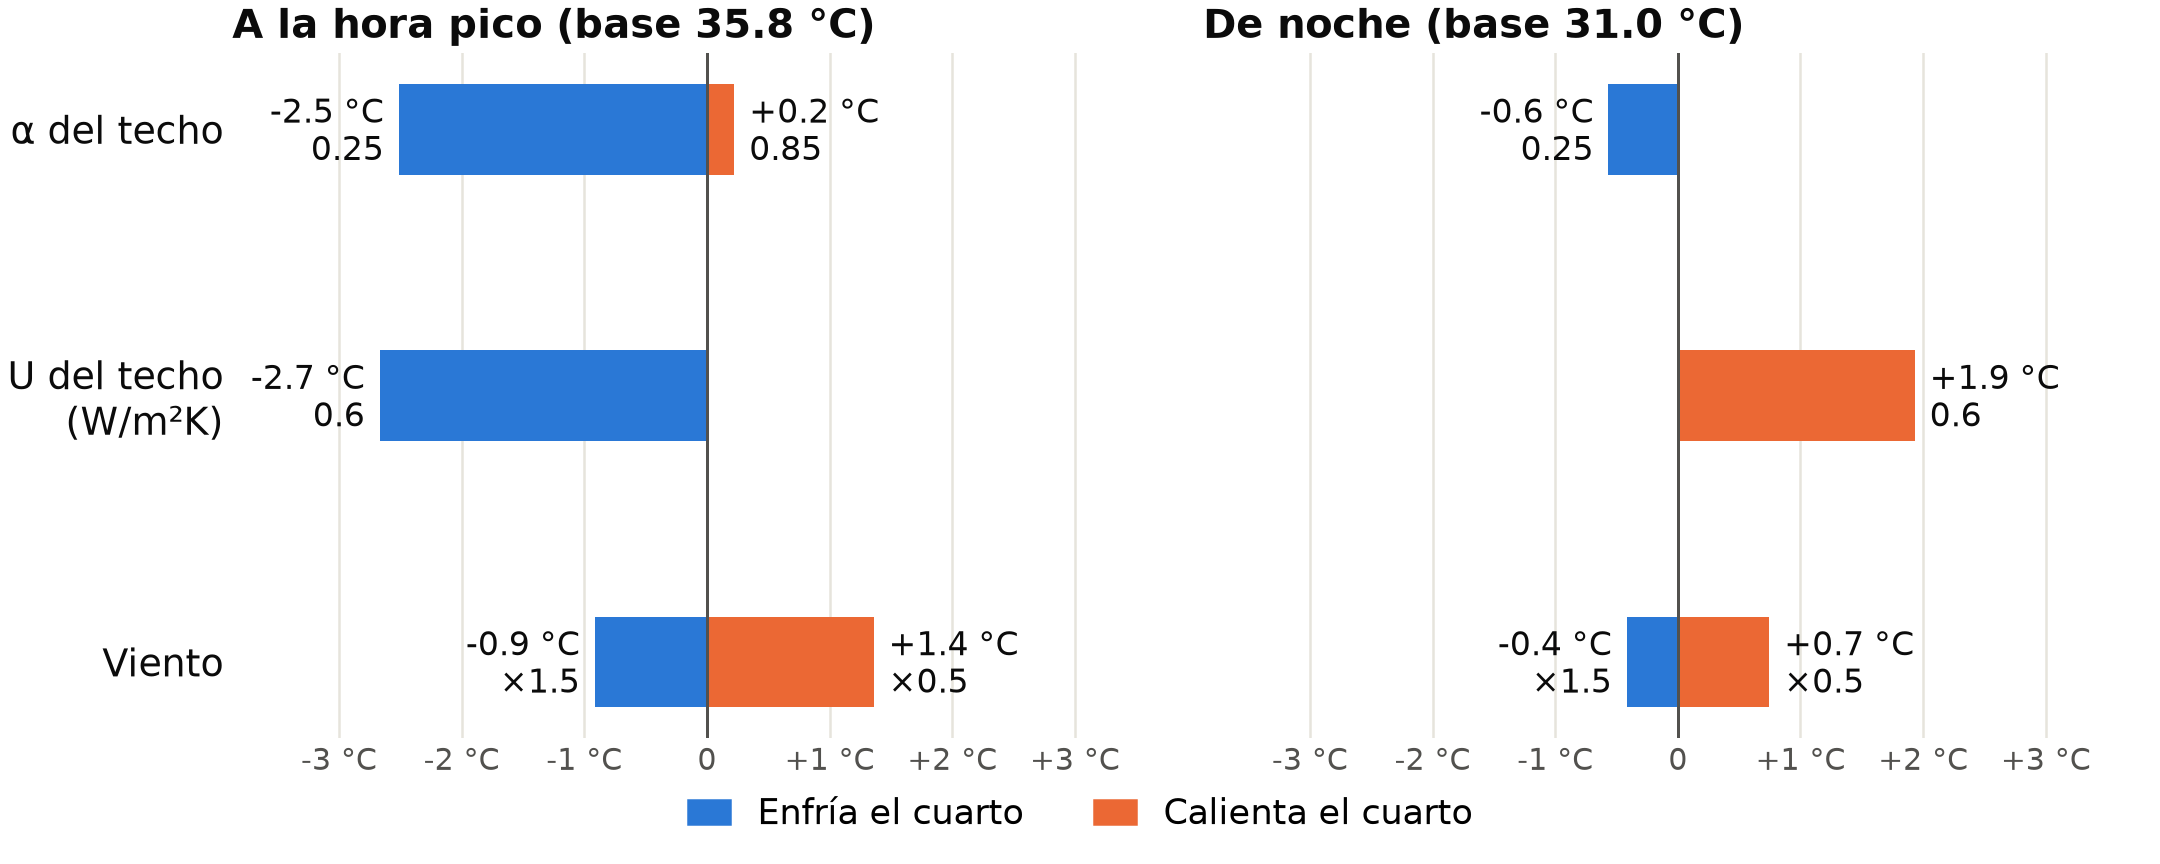 A la hora pico (base 35.8 °C)
De noche (base 31.0 °C)
α del techo
-2.5 °C
0.25
+0.2 °C
0.85
-0.6 °C
0.25
U del techo
(W/m²K)
-2.7 °C
0.6
+1.9 °C
0.6
Viento
-0.9 °C
×1.5
+1.4 °C
×0.5
-0.4 °C
×1.5
+0.7 °C
×0.5
-3 °C -2 °C -1 °C 0 +1 °C +2 °C +3 °C
-3 °C -2 °C -1 °C 0 +1 °C +2 °C +3 °C
Enfría el cuarto
Calienta el cuarto